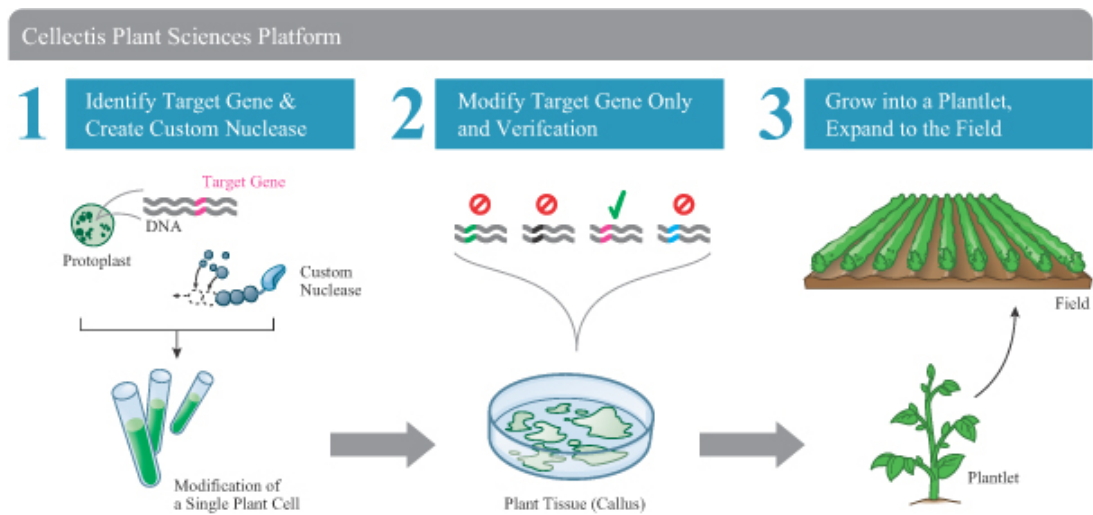 Cellectis Plant Sciences Platform
1
Identify Target Gene &
Create Custom Nuclease
2
Modify Target Gene Only
and Verifcation
3
Grow into a Plantlet,
Expand to the Field
Target Gene
DNA
Protoplast
Custom
Nuclease
Modification of
a Single Plant Cell
Plant Tissue (Callus)
Field
Plantlet